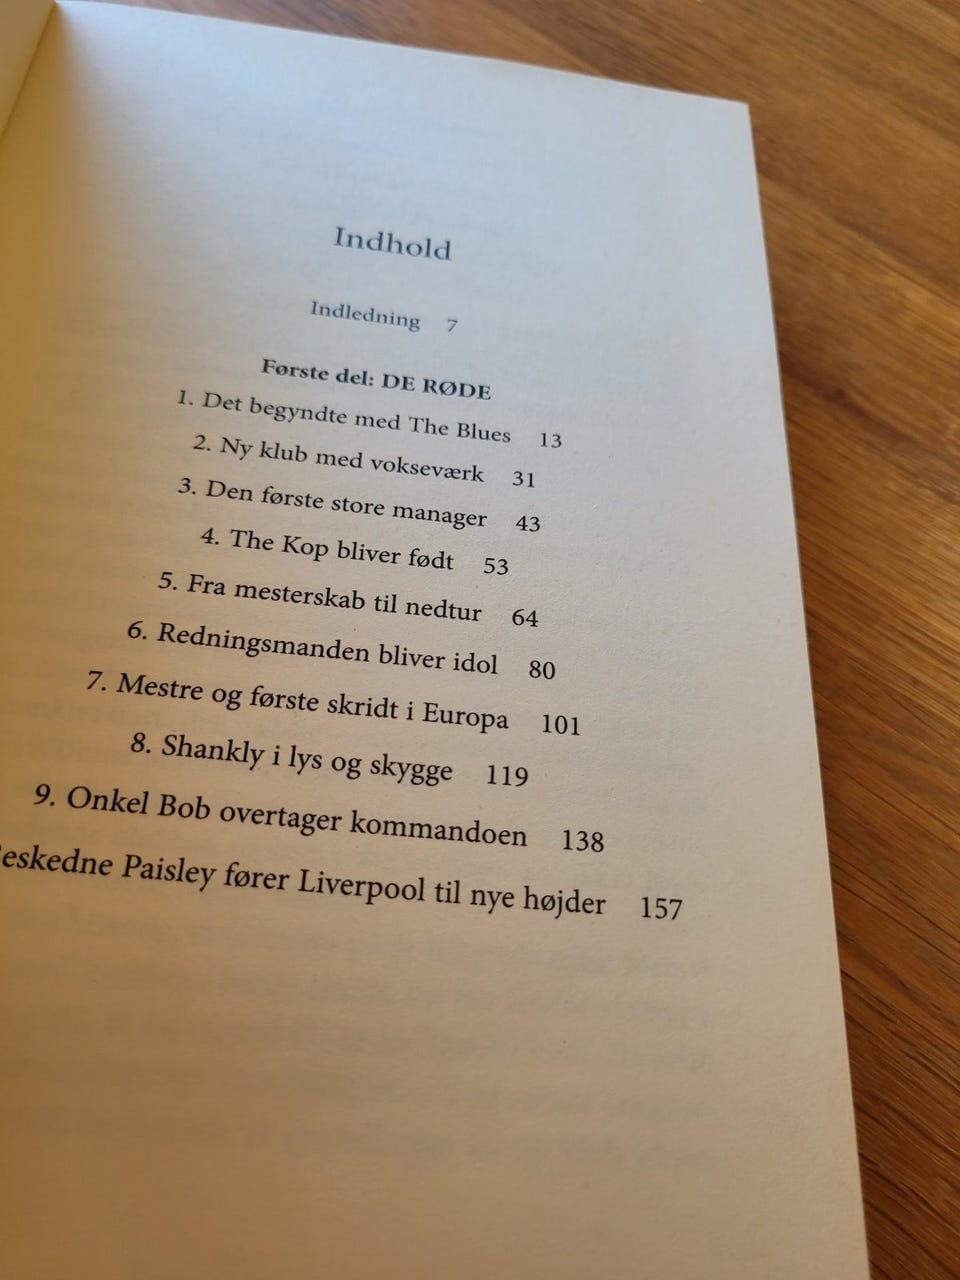 Indhold
Indledning 7
Første del: DE RØDE
1. Det begyndte med The Blues 13
2. Ny klub med vokseværk 31
3. Den første store manager 43
4. The Kop bliver født 53
5. Fra mesterskab til nedtur 64
6. Redningsmanden bliver idol 80
7. Mestre og første skridt i Europa 101
8. Shankly i lys og skygge 119
9. Onkel Bob overtager kommandoen 138
Paisley fører Liverpool til nye højder 157